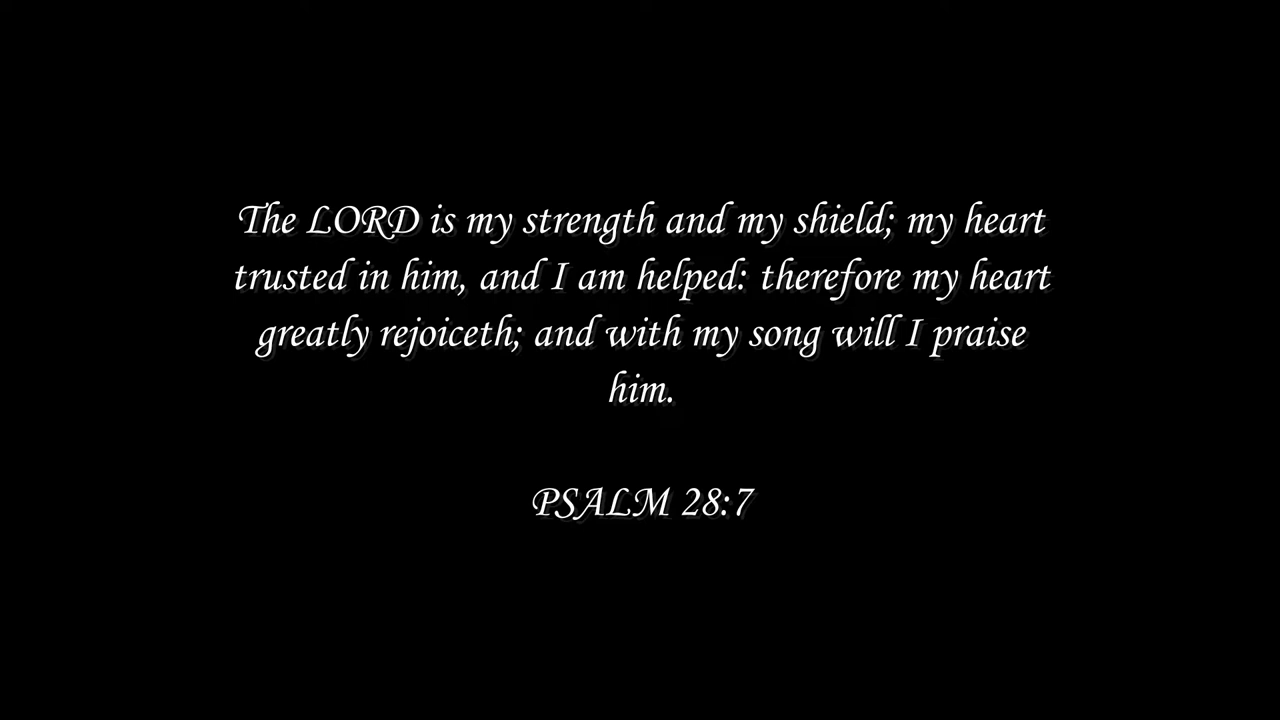 The LORD is my strength and my shield; my heart
trusted in him, and I am helped: therefore my heart
greatly rejoiceth; and with my song will I praise
him.
PSALM 28:7